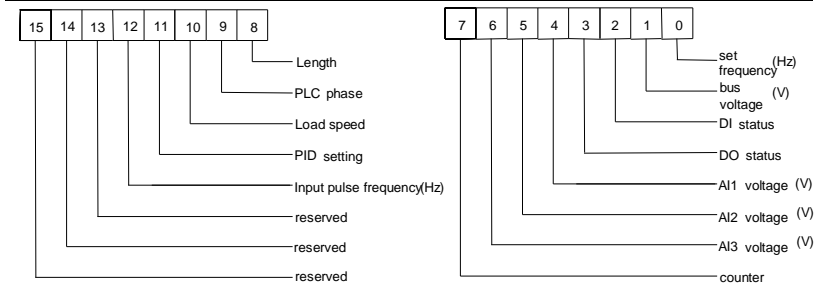 15 14 13 12 11 10 9 8
Length
PLC phase
Load speed
PID setting
Input pulse frequency(Hz)
reserved
reserved
reserved
7 6 5 4 3 2 1 0
set
frequency (Hz)
bus
voltage (V)
DI status
DO status
AI1 voltage (V)
AI2 voltage (V)
AI3 voltage (V)
counter